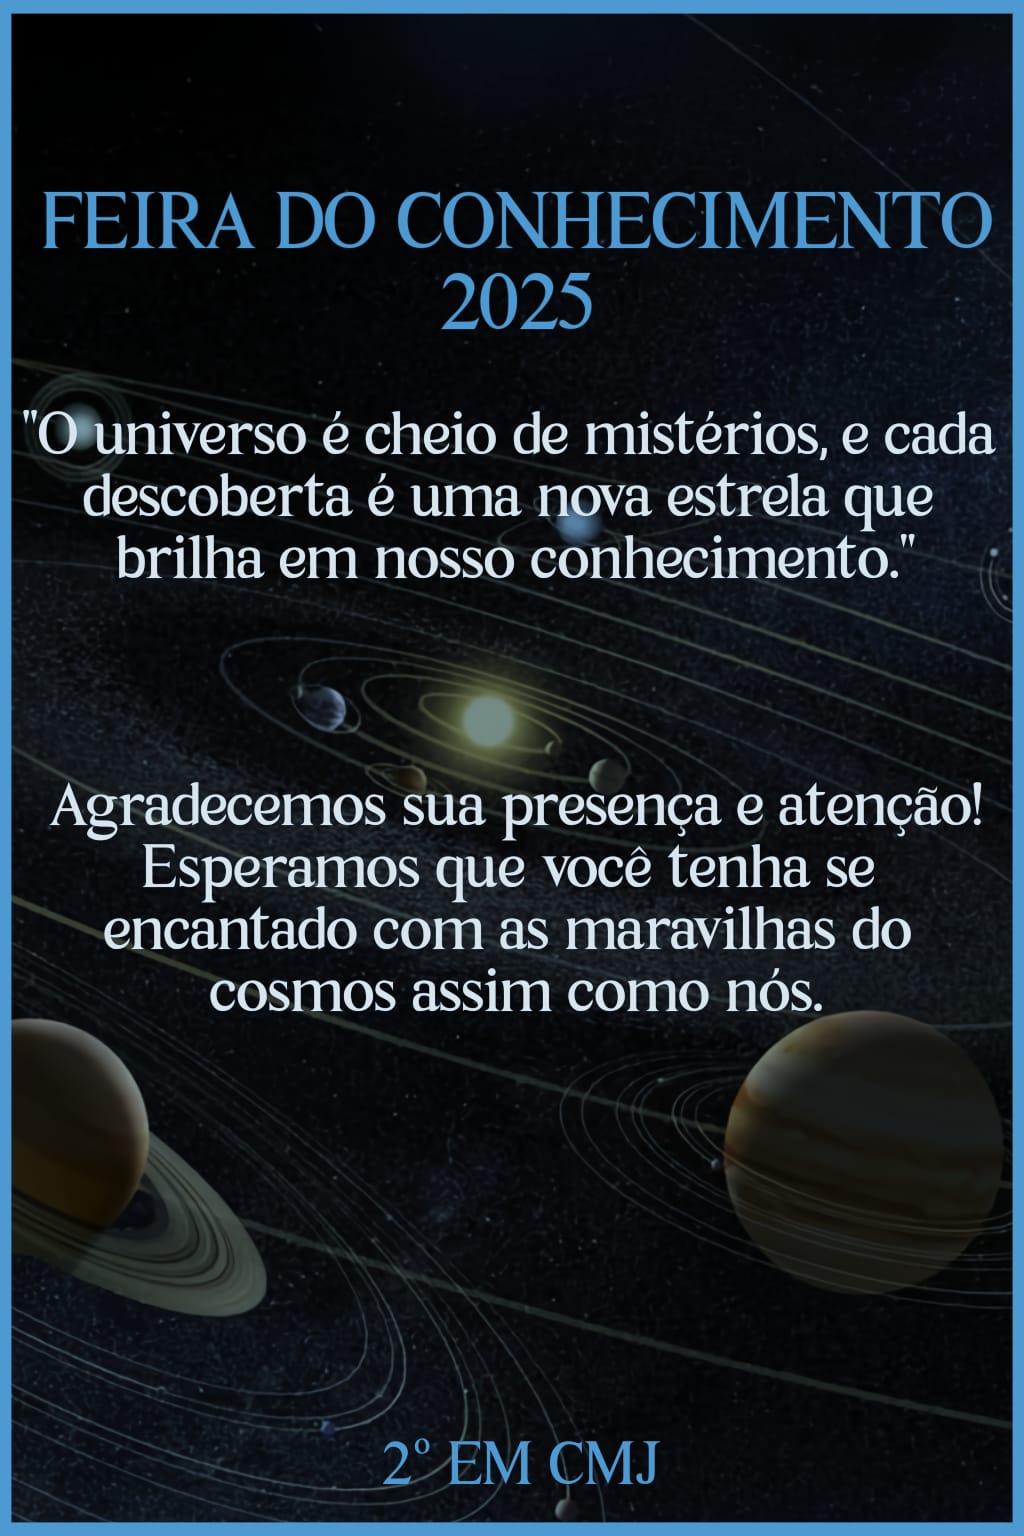 FEIRA DO CONHECIMENTO
2025
"O universo é cheio de mistérios, e cada
descoberta é uma nova estrela que
brilha em nosso conhecimento."
Agradecemos sua presença e atenção!
Esperamos que você tenha se
encantado com as maravilhas do
cosmos assim como nós.
2º EM CMJ